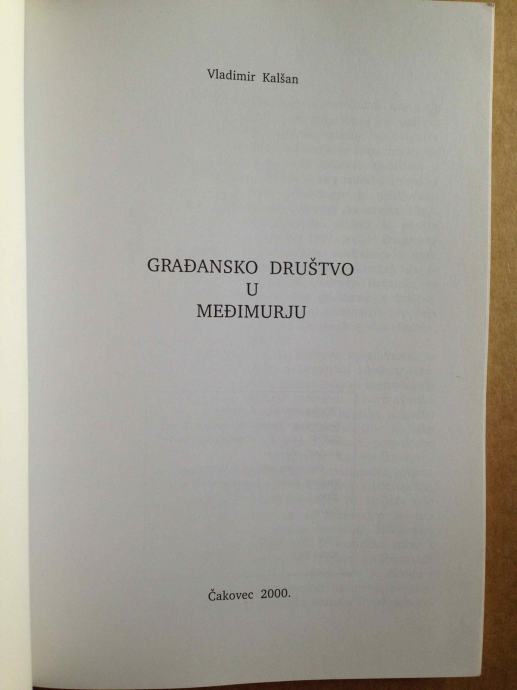 Vladimir Kalšan
GRAĐANSKO DRUŠTVO
U
MEĐIMURJU
Čakovec 2000.